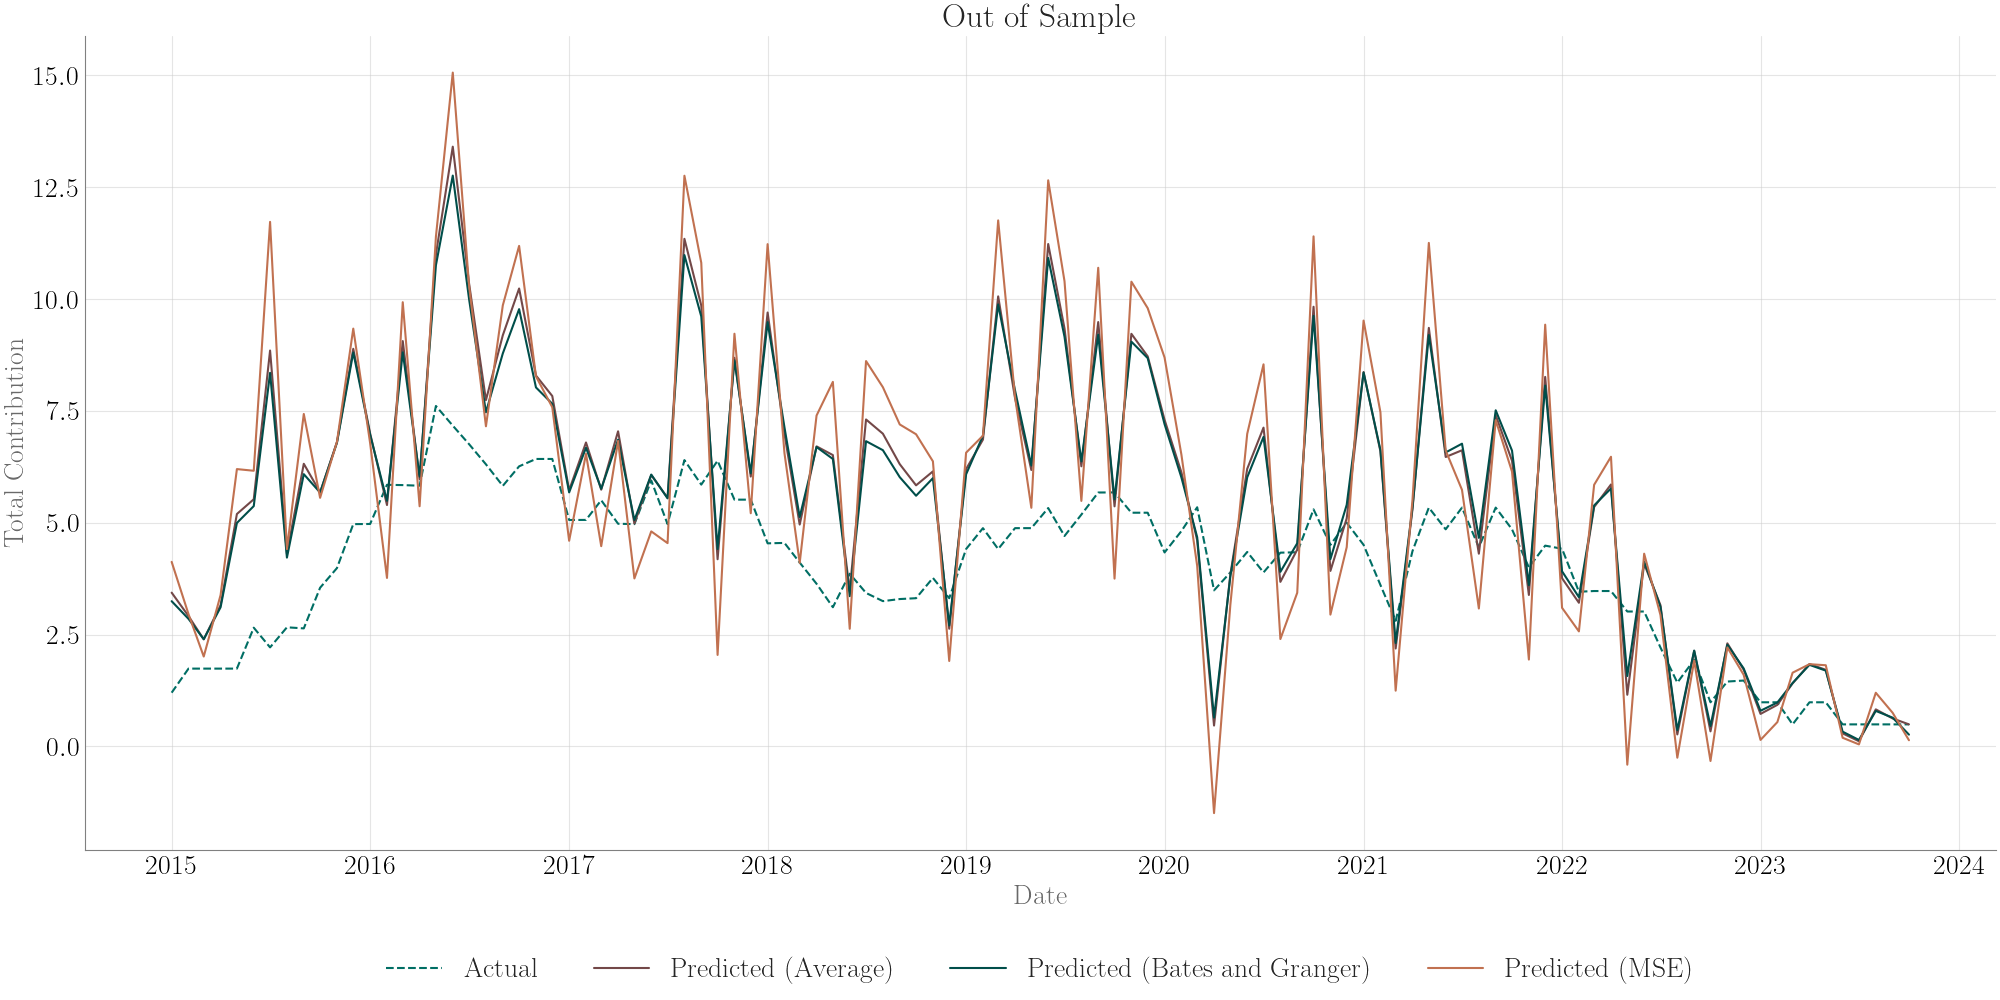 Out of Sample
Total Contribution
15.0
12.5
10.0
7.5
5.0
2.5
0.0
2015 2016 2017 2018 2019 2020 2021 2022 2023 2024
Date
Actual Predicted (Average) Predicted (Bates and Granger) Predicted (MSE)